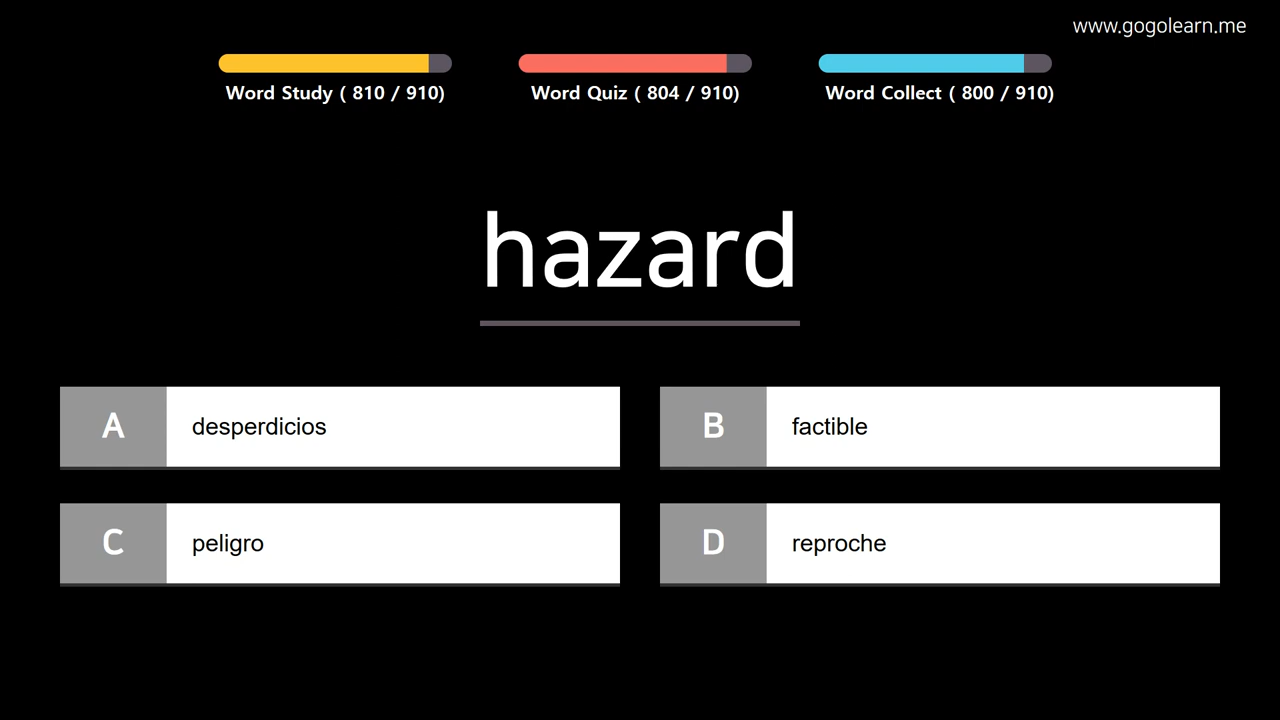 www.gogolearn.me
Word Study ( 810 / 910)
Word Quiz ( 804 / 910)
Word Collect ( 800 / 910)
hazard
A desperdicios
B factible
C peligro
D reproche